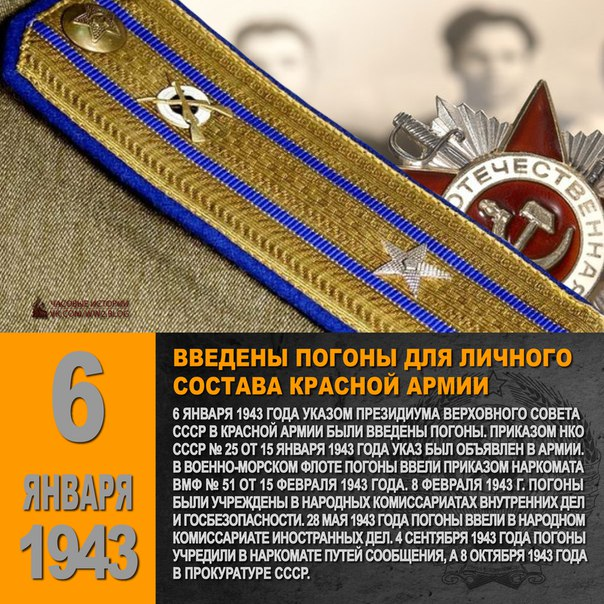 ОТЕЧЕСТВЕННАЯ
ЧАСОВЫЕ ИСТОРИИ
VK.COM/WW2.BLOG
6
ЯНВАРЯ
1943
ВВЕДЕНЫ ПОГОНЫ ДЛЯ ЛИЧНОГО
СОСТАВА КРАСНОЙ АРМИИ
6 ЯНВАРЯ 1943 ГОДА УКАЗОМ ПРЕЗИДИУМА ВЕРХОВНОГО СОВЕТА
СССР В КРАСНОЙ АРМИИ БЫЛИ ВВЕДЕНЫ ПОГОНЫ. ПРИКАЗОМ НКО
СССР № 25 ОТ 15 ЯНВАРЯ 1943 ГОДА УКАЗ БЫЛ ОБЪЯВЛЕН В АРМИИ.
В ВОЕННО-МОРСКОМ ФЛОТЕ ПОГОНЫ ВВЕЛИ ПРИКАЗОМ НАРКОМАТА
ВМФ № 51 ОТ 15 ФЕВРАЛЯ 1943 ГОДА. 8 ФЕВРАЛЯ 1943 Г. ПОГОНЫ
БЫЛИ УЧРЕЖДЕНЫ В НАРОДНЫХ КОМИССАРИАТАХ ВНУТРЕННИХ ДЕЛ
И ГОСБЕЗОПАСНОСТИ. 28 МАЯ 1943 ГОДА ПОГОНЫ ВВЕЛИ В НАРОДНОМ
КОМИССАРИАТЕ ИНОСТРАННЫХ ДЕЛ. 4 СЕНТЯБРЯ 1943 ГОДА ПОГОНЫ
УЧРЕДИЛИ В НАРКОМАТЕ ПУТЕЙ СООБЩЕНИЯ, А 8 ОКТЯБРЯ 1943 ГОДА
В ПРОКУРАТУРЕ СССР.